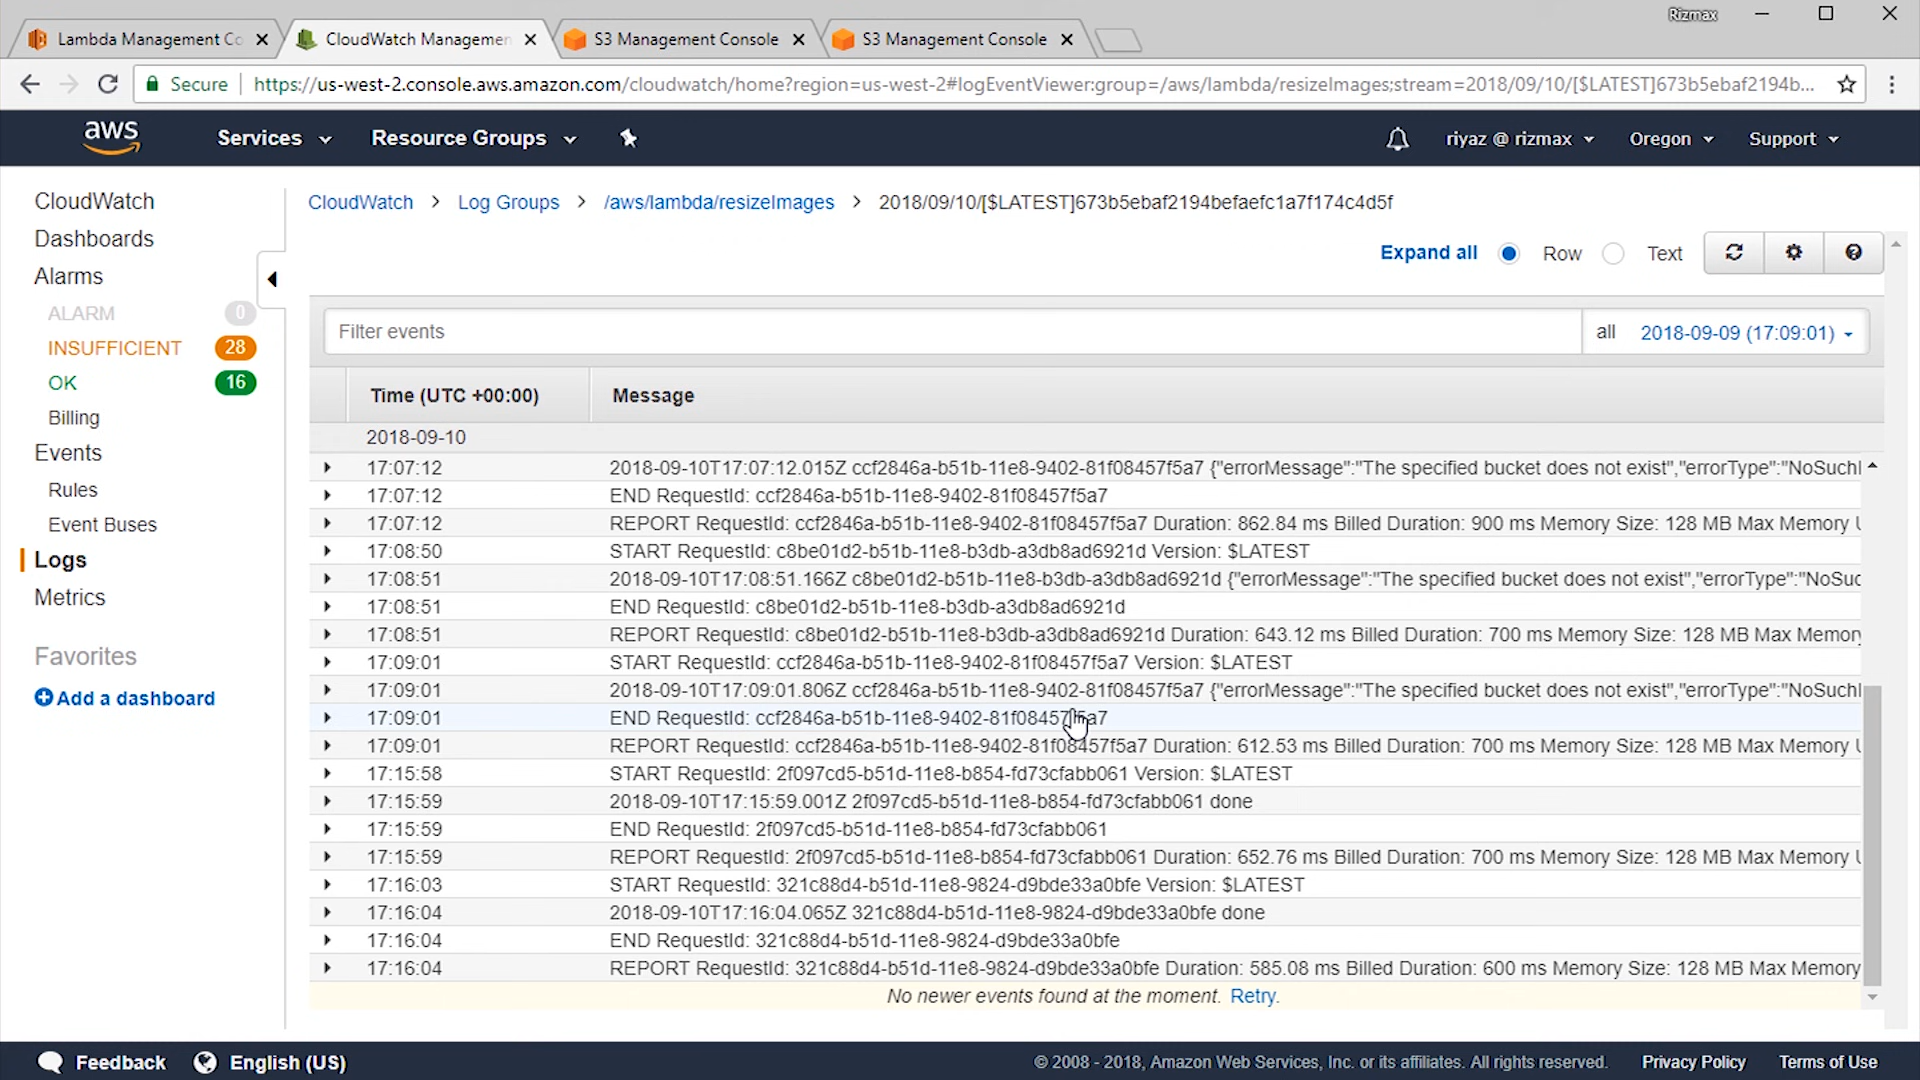 Rizmax
Lambda Management Co
CloudWatch Managemen
S3 Management Console
S3 Management Console
Secure
https://us-west-2.console.aws.amazon.com/cloudwatch/home?region=us-west-2#logEventViewer:group=/aws/lambda/resizeImages;stream=2018/09/10/[$LATEST]673b5ebaf2194b...
aws Services Resource Groups riyaz @ rizmax Oregon Support
CloudWatch
Dashboards
Alarms
ALARM 0
INSUFFICIENT 28
OK 16
Billing
Events
Rules
Event Buses
Logs
Metrics
Favorites
Add a dashboard
CloudWatch > Log Groups > /aws/lambda/resizeImages > 2018/09/10/[$LATEST]673b5ebaf2194befaefc1a7f174c4d5f
Expand all Row Text
Filter events all 2018-09-09 (17:09:01)
Time (UTC +00:00) Message
2018-09-10
17:07:12 2018-09-10T17:07:12.015Z ccf2846a-b51b-11e8-9402-81f08457f5a7 {"errorMessage":"The specified bucket does not exist","errorType":"NoSuch
17:07:12 END RequestId: ccf2846a-b51b-11e8-9402-81f08457f5a7
17:07:12 REPORT RequestId: ccf2846a-b51b-11e8-9402-81f08457f5a7 Duration: 862.84 ms Billed Duration: 900 ms Memory Size: 128 MB Max Memory U
17:08:50 START RequestId: c8be01d2-b51b-11e8-b3db-a3db8ad6921d Version: $LATEST
17:08:51 2018-09-10T17:08:51.166Z c8be01d2-b51b-11e8-b3db-a3db8ad6921d {"errorMessage":"The specified bucket does not exist","errorType":"NoSuc
17:08:51 END RequestId: c8be01d2-b51b-11e8-b3db-a3db8ad6921d
17:08:51 REPORT RequestId: c8be01d2-b51b-11e8-b3db-a3db8ad6921d Duration: 643.12 ms Billed Duration: 700 ms Memory Size: 128 MB Max Memory
17:09:01 START RequestId: ccf2846a-b51b-11e8-9402-81f08457f5a7 Version: $LATEST
17:09:01 2018-09-10T17:09:01.806Z ccf2846a-b51b-11e8-9402-81f08457f5a7 {"errorMessage":"The specified bucket does not exist","errorType":"NoSuch
17:09:01 END RequestId: ccf2846a-b51b-11e8-9402-81f08457f5a7
17:09:01 REPORT RequestId: ccf2846a-b51b-11e8-9402-81f08457f5a7 Duration: 612.53 ms Billed Duration: 700 ms Memory Size: 128 MB Max Memory U
17:15:58 START RequestId: 2f097cd5-b51d-11e8-b854-fd73cfabb061 Version: $LATEST
17:15:59 2018-09-10T17:15:59.001Z 2f097cd5-b51d-11e8-b854-fd73cfabb061 done
17:15:59 END RequestId: 2f097cd5-b51d-11e8-b854-fd73cfabb061
17:15:59 REPORT RequestId: 2f097cd5-b51d-11e8-b854-fd73cfabb061 Duration: 652.76 ms Billed Duration: 700 ms Memory Size: 128 MB Max Memory U
17:16:03 START RequestId: 321c88d4-b51d-11e8-9824-d9bde33a0bfe Version: $LATEST
17:16:04 2018-09-10T17:16:04.065Z 321c88d4-b51d-11e8-9824-d9bde33a0bfe done
17:16:04 END RequestId: 321c88d4-b51d-11e8-9824-d9bde33a0bfe
17:16:04 REPORT RequestId: 321c88d4-b51d-11e8-9824-d9bde33a0bfe Duration: 585.08 ms Billed Duration: 600 ms Memory Size: 128 MB Max Memory
No newer events found at the moment. Retry.
Feedback English (US) © 2008 - 2018, Amazon Web Services, Inc. or its affiliates. All rights reserved. Privacy Policy Terms of Use